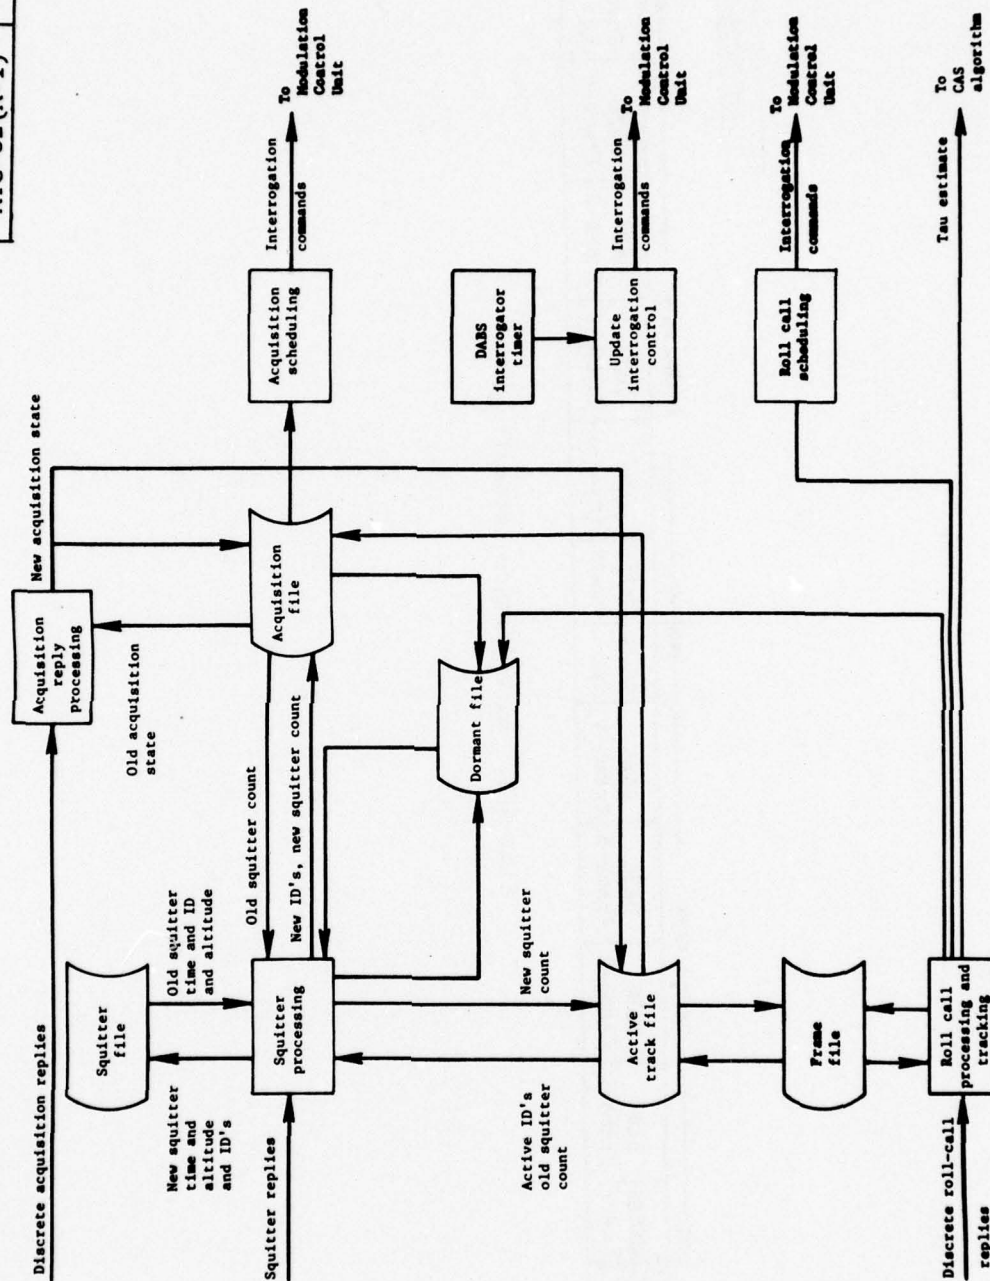 Discrete acquisition replies
Squitter
file
New squitter
time and
altitude
and ID's
Old squitter
time and ID
and altitude
Squitter replies
Squitter
processing
Old squitter count
New ID's, new squitter count
Acquisition
reply
processing
Old acquisition
state
New acquisition state
Acquisition
file
Acquisition
scheduling
Interrogation
commands
To
Modulation
Control
Unit
Dormant file
DABS
interrogator
timer
Update
interrogation
control
Interrogation
commands
To
Modulation
Control
Unit
Active ID's
old squitter
count
New squitter
count
Active
track file
Frame
file
Roll call
scheduling
Interrogation
commands
To
Modulation
Control
Unit
Discrete roll-call
replies
Roll call
processing and
tracking
Tau estimate
To
CAS
algorithm